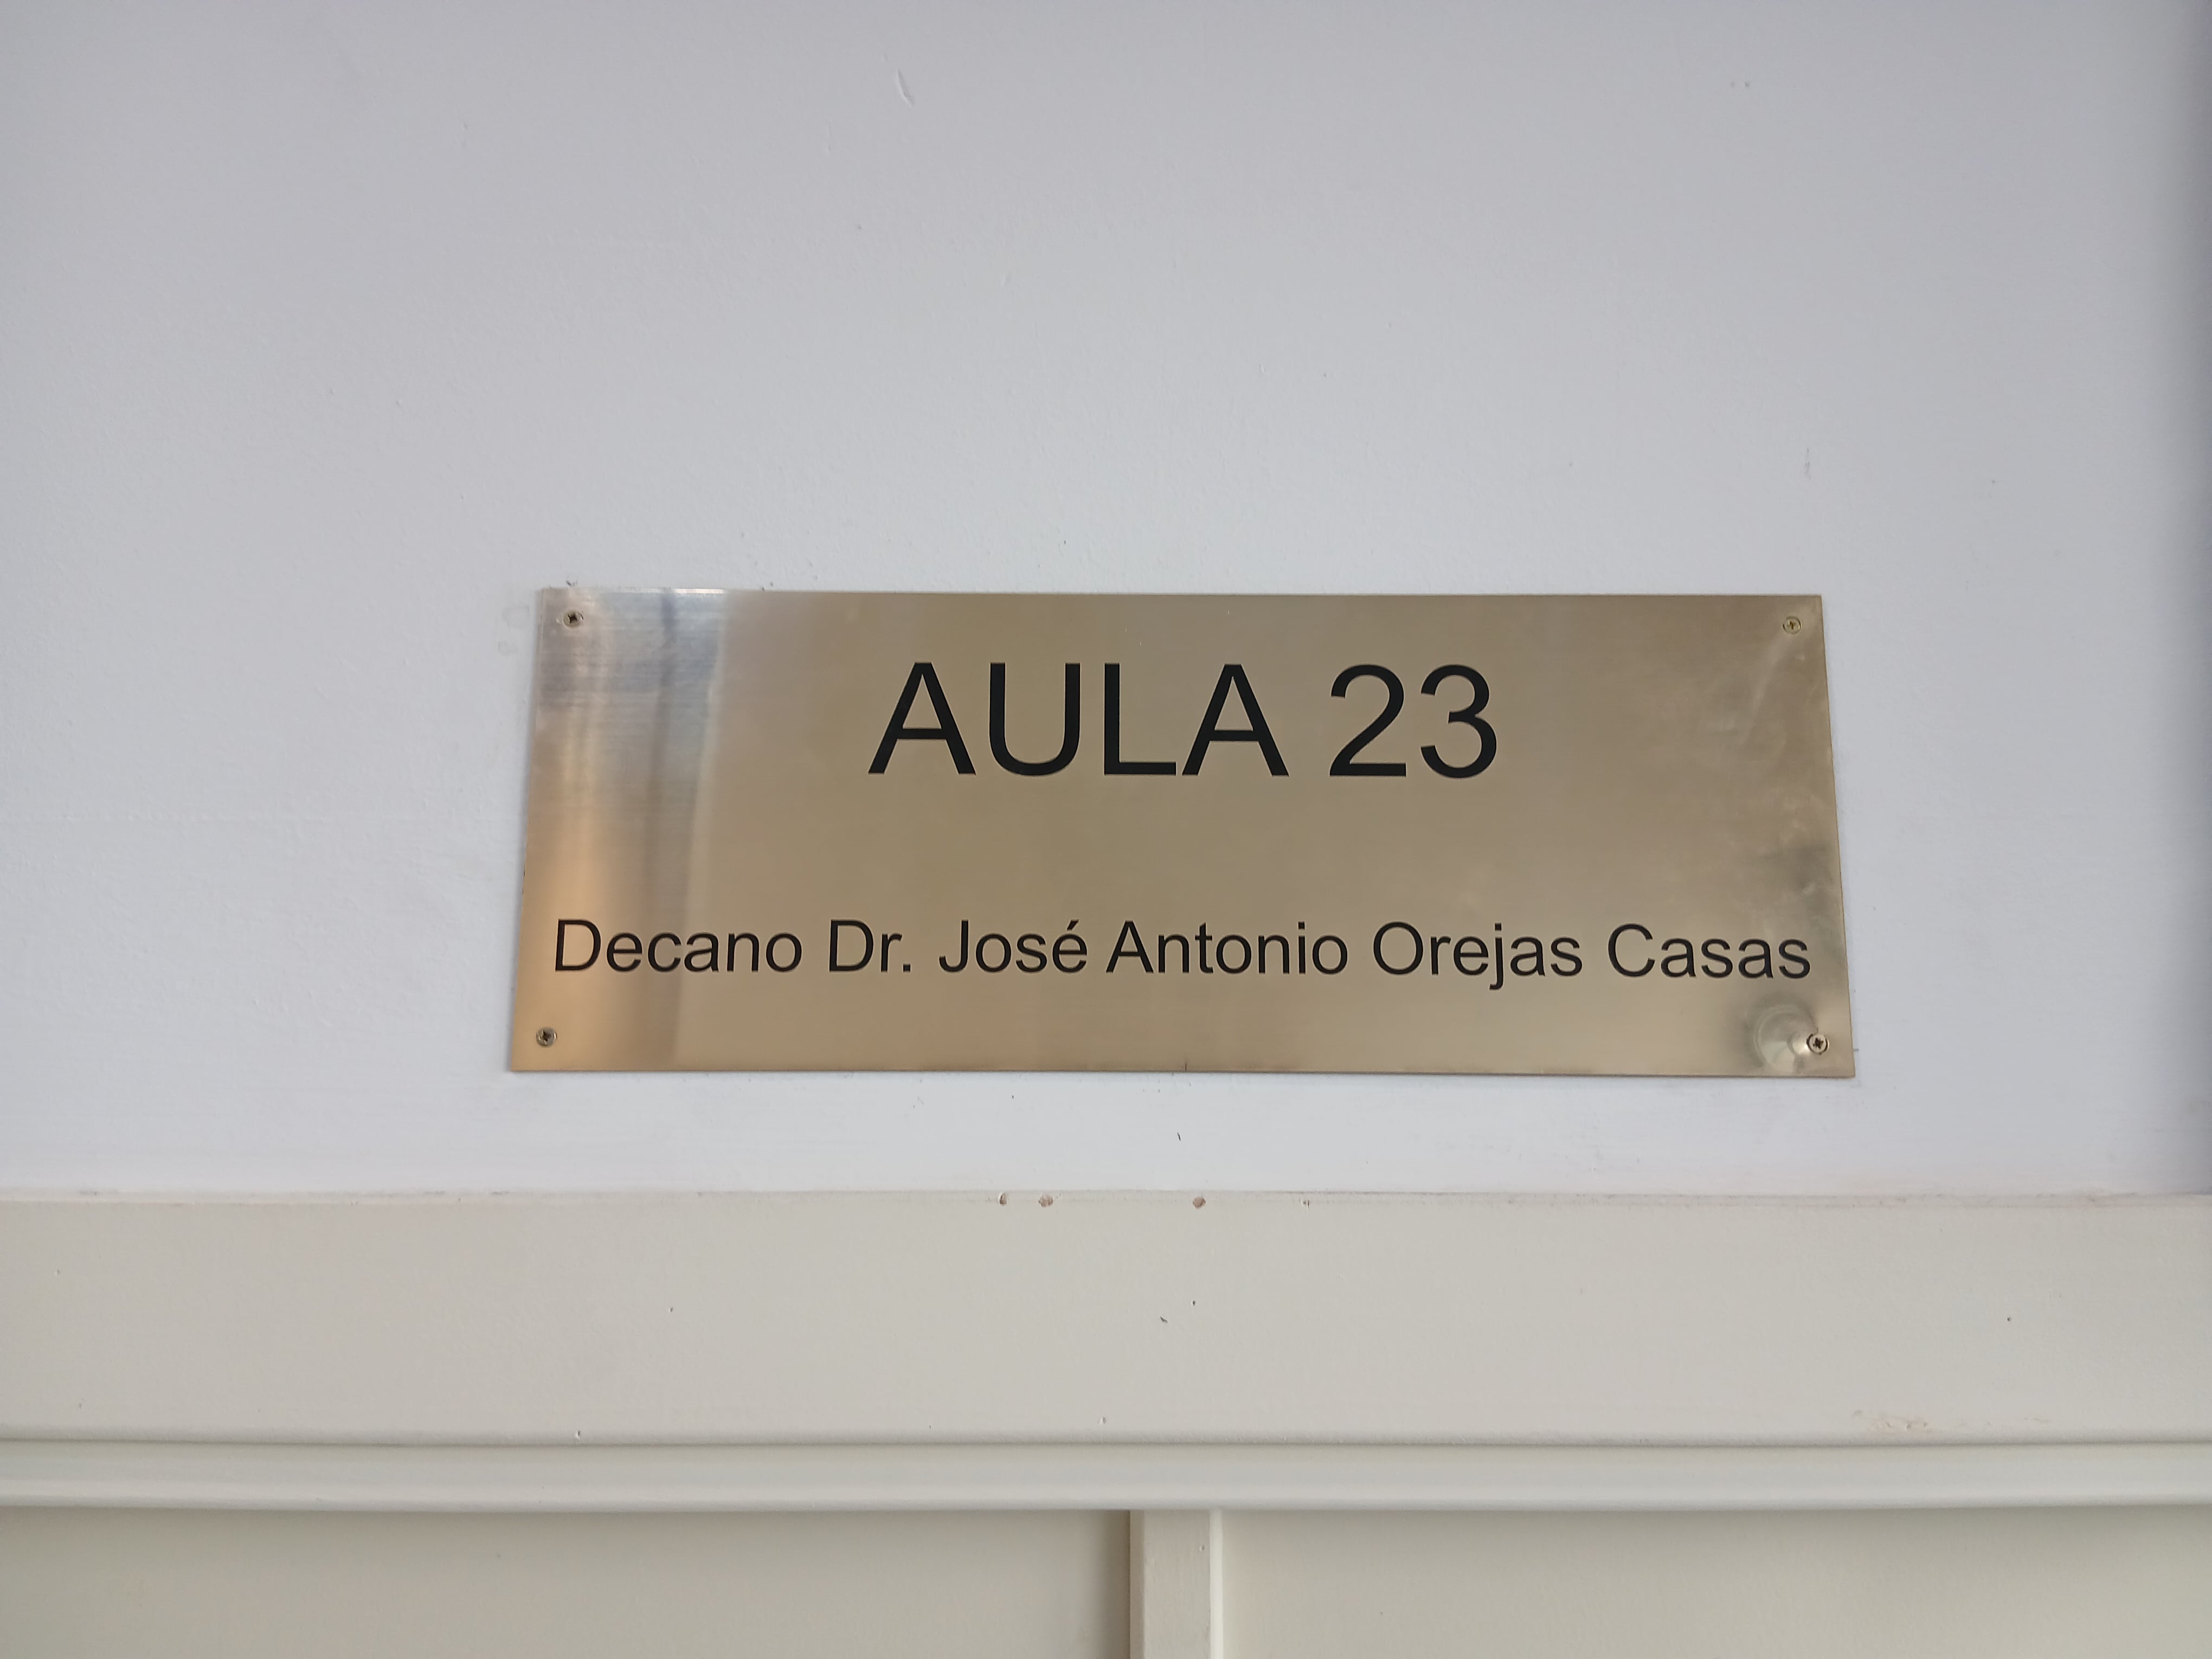 AULA 23
Decano Dr. José Antonio Orejas Casas